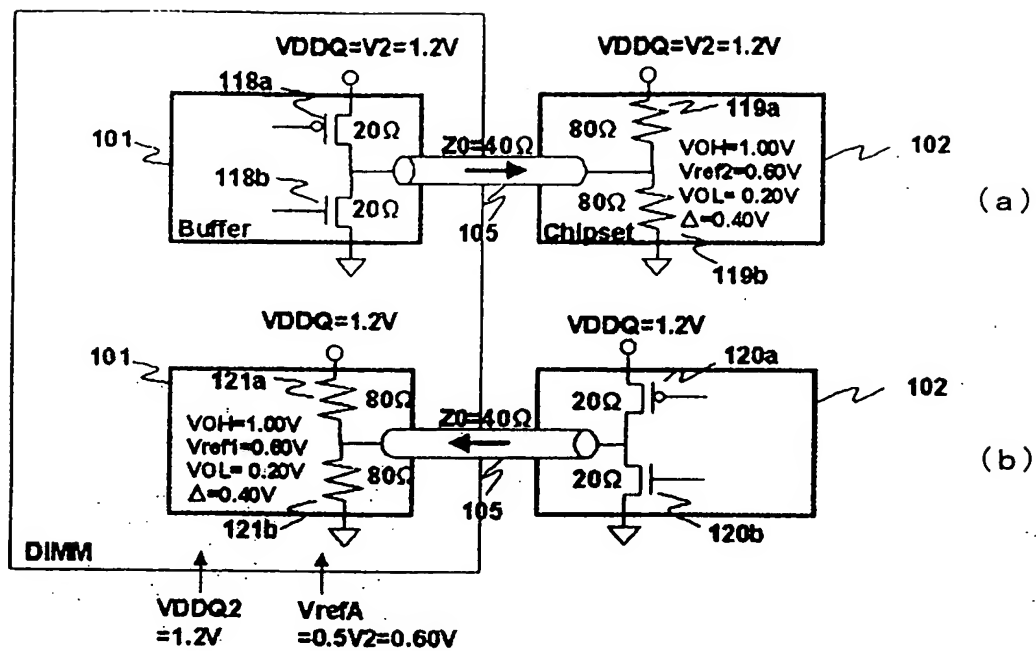 VDDQ=V2=1.2V
VDDQ=V2=1.2V
118a
119a
101
20Ω
Z0=40Ω
80Ω
VOH=1.00V
102
Vref2=0.60V
118b
(a)
20Ω
80Ω
VOL= 0.20V
Δ=0.40V
Buffer
105
Chipset
119b
VDDQ=1.2V
VDDQ=1.2V
101
120a
121a
80Ω
Z0=40Ω
20Ω
102
VOH=1.00V
Vref1=0.60V
(b)
VOL= 0.20V
80Ω
20Ω
Δ=0.40V
105
121b
120b
DIMM
VDDQ2
=1.2V
VrefA
=0.5V2=0.60V